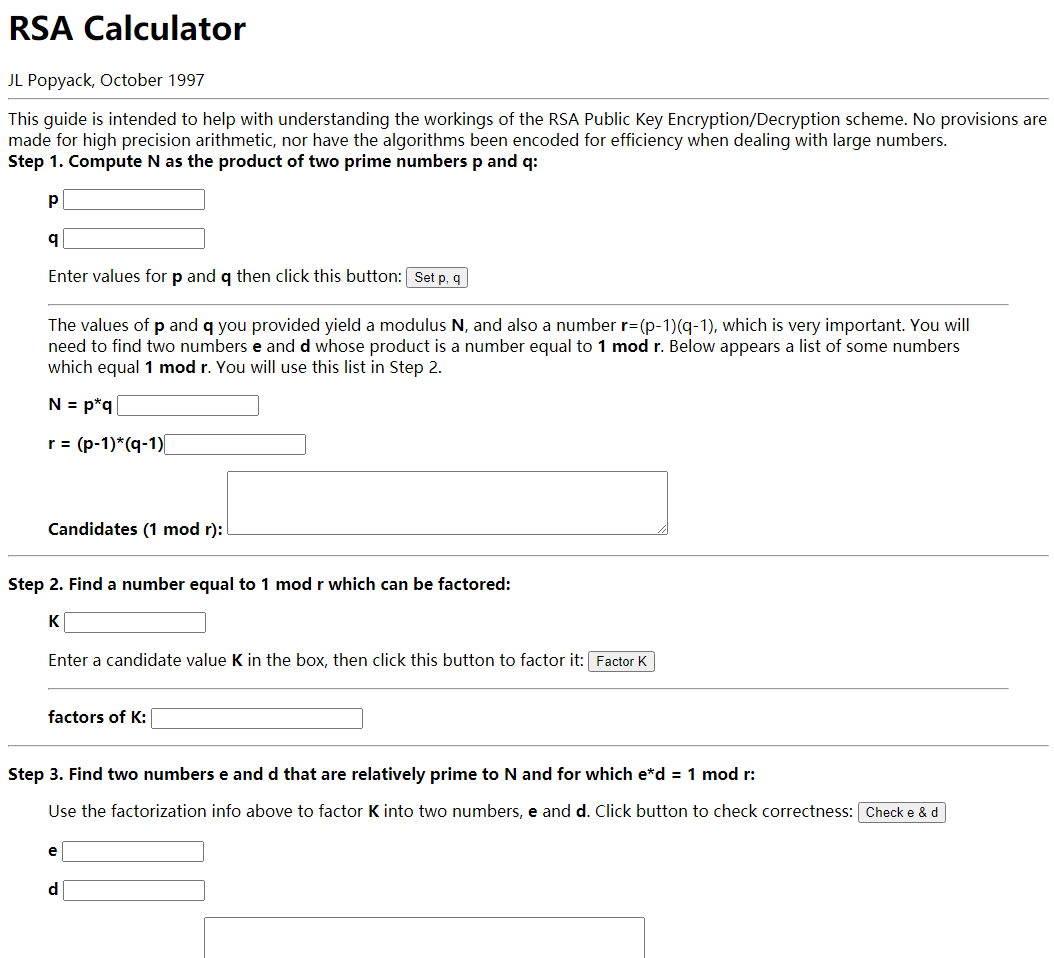 RSA Calculator
JL Popyack, October 1997
This guide is intended to help with understanding the workings of the RSA Public Key Encryption/Decryption scheme. No provisions are
made for high precision arithmetic, nor have the algorithms been encoded for efficiency when dealing with large numbers.
Step 1. Compute N as the product of two prime numbers p and q:
p
q
Enter values for p and q then click this button: Set p, q
The values of p and q you provided yield a modulus N, and also a number r=(p-1)(q-1), which is very important. You will
need to find two numbers e and d whose product is a number equal to 1 mod r. Below appears a list of some numbers
which equal 1 mod r. You will use this list in Step 2.
N = p*q
r = (p-1)*(q-1)
Candidates (1 mod r):
Step 2. Find a number equal to 1 mod r which can be factored:
K
Enter a candidate value K in the box, then click this button to factor it: Factor K
factors of K:
Step 3. Find two numbers e and d that are relatively prime to N and for which e*d = 1 mod r:
Use the factorization info above to factor K into two numbers, e and d. Click button to check correctness: Check e & d
e
d